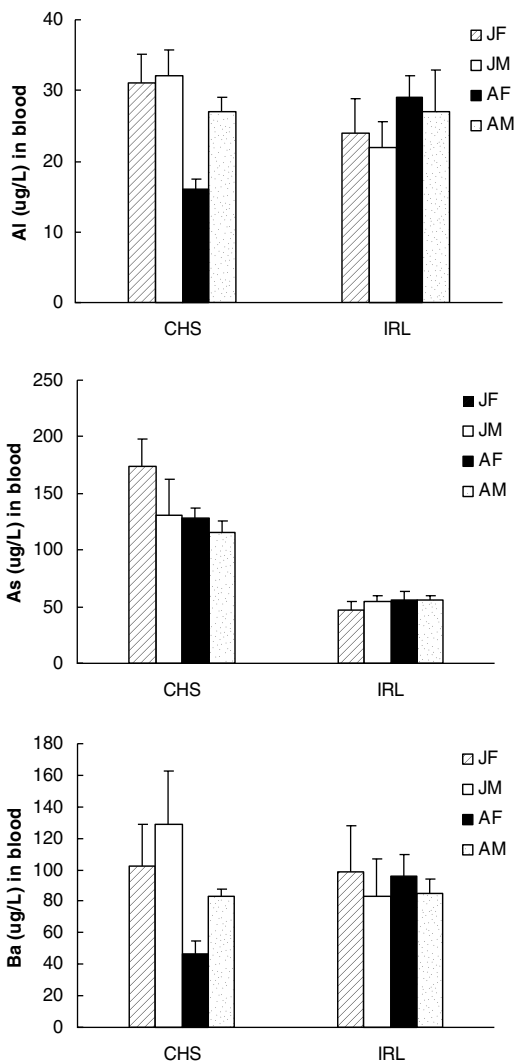 Al (ug/L) in blood
40
30
20
10
0
CHS
IRL
JF
JM
AF
AM
As (ug/L) in blood
250
200
150
100
50
0
CHS
IRL
JF
JM
AF
AM
Ba (ug/L) in blood
180
160
140
120
100
80
60
40
20
0
CHS
IRL
JF
JM
AF
AM